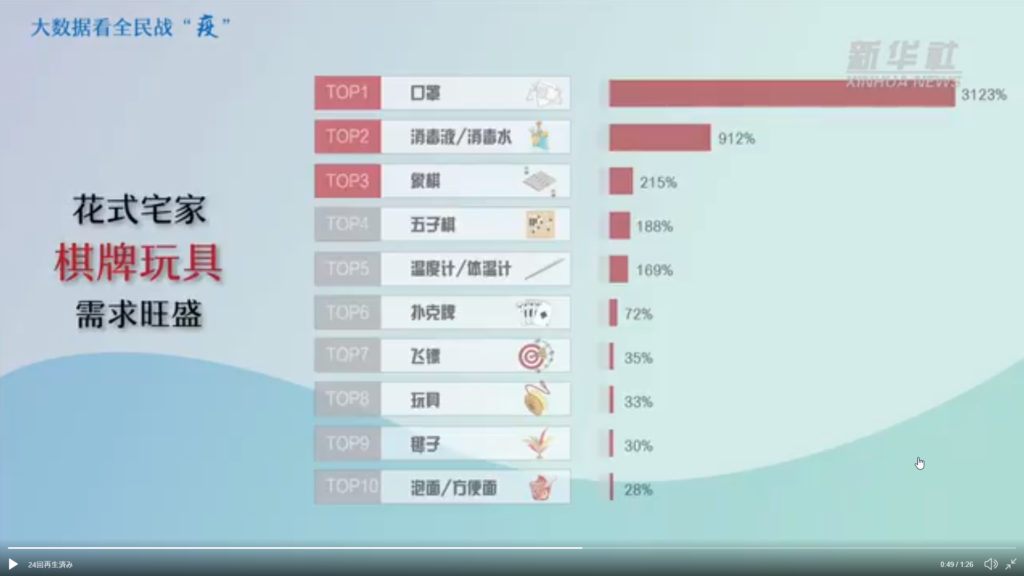 大数据看全民战“疫”
新华社
XINHUA NEWS
花式宅家
棋牌玩具
需求旺盛
TOP1 口罩 3123%
TOP2 消毒液/消毒水 912%
TOP3 象棋 215%
TOP4 五子棋 188%
TOP5 温度计/体温计 169%
TOP6 扑克牌 72%
TOP7 飞镖 35%
TOP8 玩具 33%
TOP9 毽子 30%
TOP10 泡面/方便面 28%
24回再生済み
0:49 / 1:26